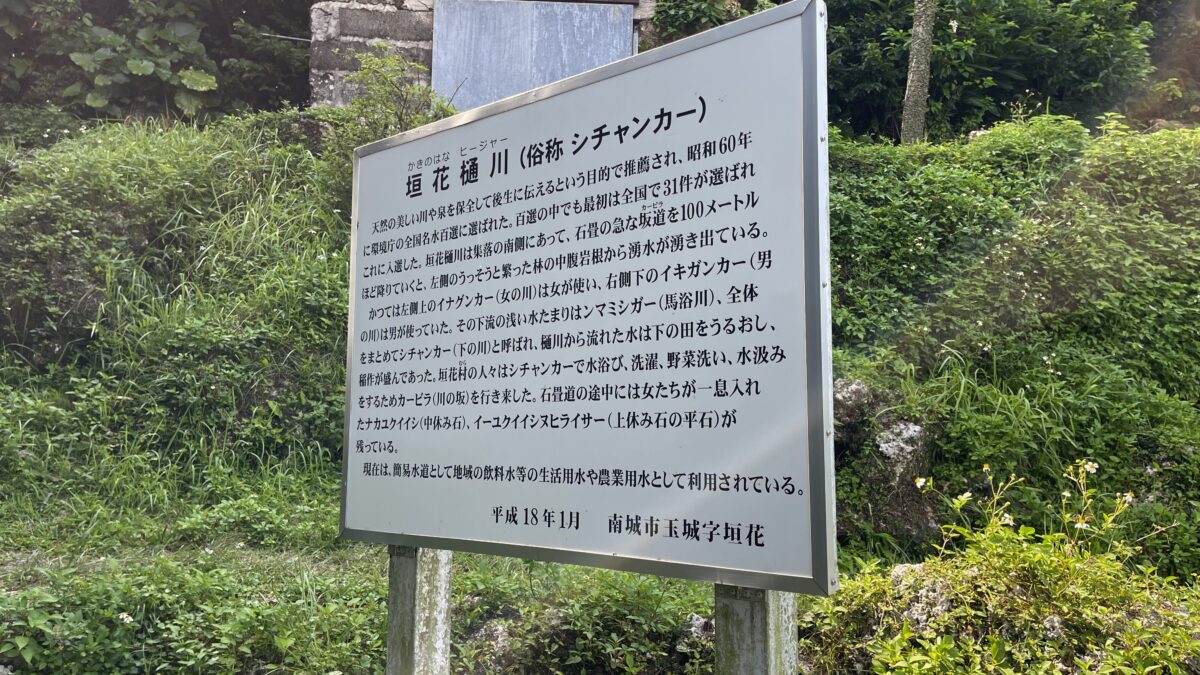 かきのはな ヒージャー
垣花樋川(俗称 シチャンカー)
天然の美しい川や泉を保全して後生に伝えるという目的で推薦され、昭和60年
に環境庁の全国名水百選に選ばれた。百選の中でも最初は全国で31件が選ばれ
カービラ
これに入選した。垣花樋川は集落の南側にあって、石畳の急な坂道を100メートル
ほど降りていくと、左側のうっそうと繁った林の中腹岩根から湧水が湧き出ている。
かつては左側上のイナグンカー(女の川)は女が使い、右側下のイキガンカー(男
の川)は男が使っていた。その下流の浅い水たまりはンマミシガー(馬浴川)、全体
をまとめてシチャンカー(下の川)と呼ばれ、樋川から流れた水は下の田をうるおし、
稲作が盛んであった。垣花村の人々はシチャンカーで水浴び、洗濯、野菜洗い、水汲み
をするためカービラ(川の坂)を行き来した。石畳道の途中には女たちが一息入れ
たナカユクイイシ(中休み石)、イーユクイイシヌヒライサー(上休み石の平石)が
残っている。
現在は、簡易水道として地域の飲料水等の生活用水や農業用水として利用されている。
平成18年1月 南城市玉城字垣花